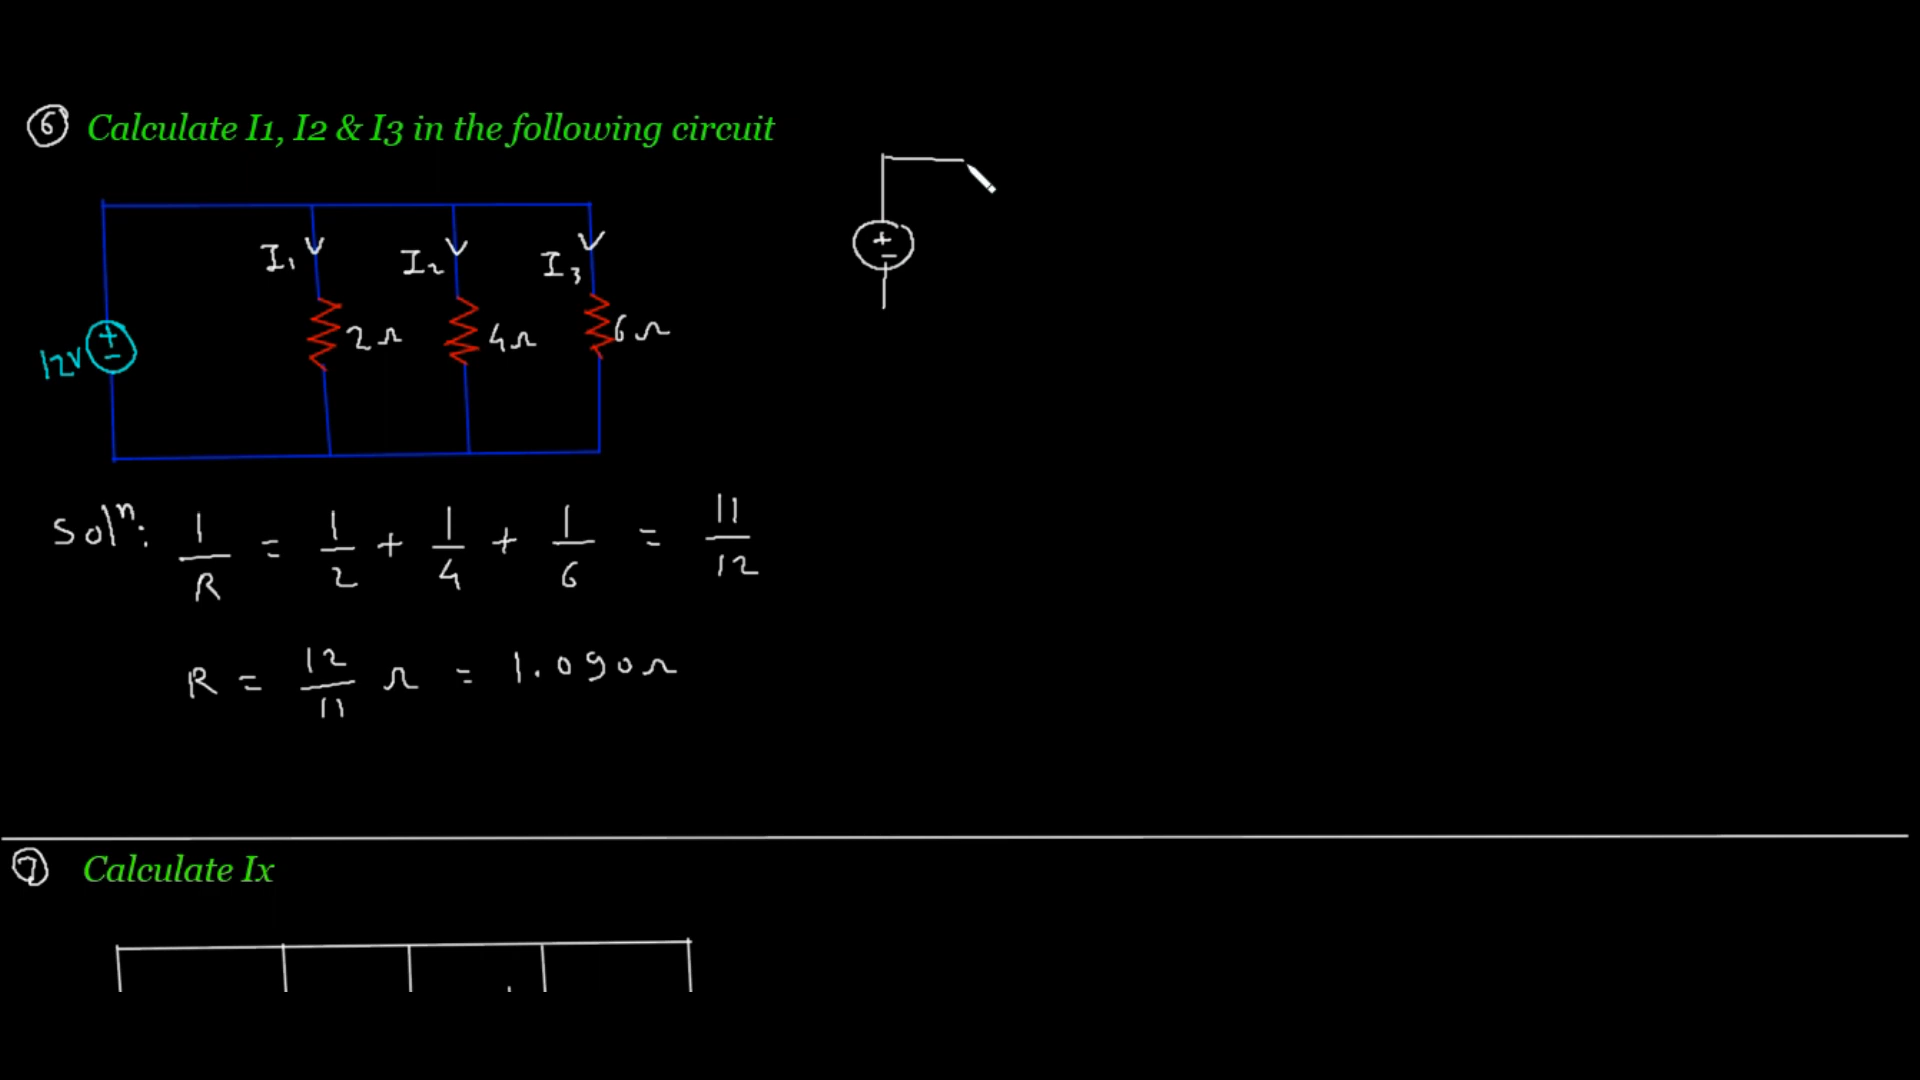 6 Calculate I1, I2 & I3 in the following circuit
+
−
I1 I2 I3
12V + − 2Ω 4Ω 6Ω
Solⁿ: 1/R = 1/2 + 1/4 + 1/6 = 11/12
R = 12/11 Ω = 1.090Ω
7 Calculate Ix